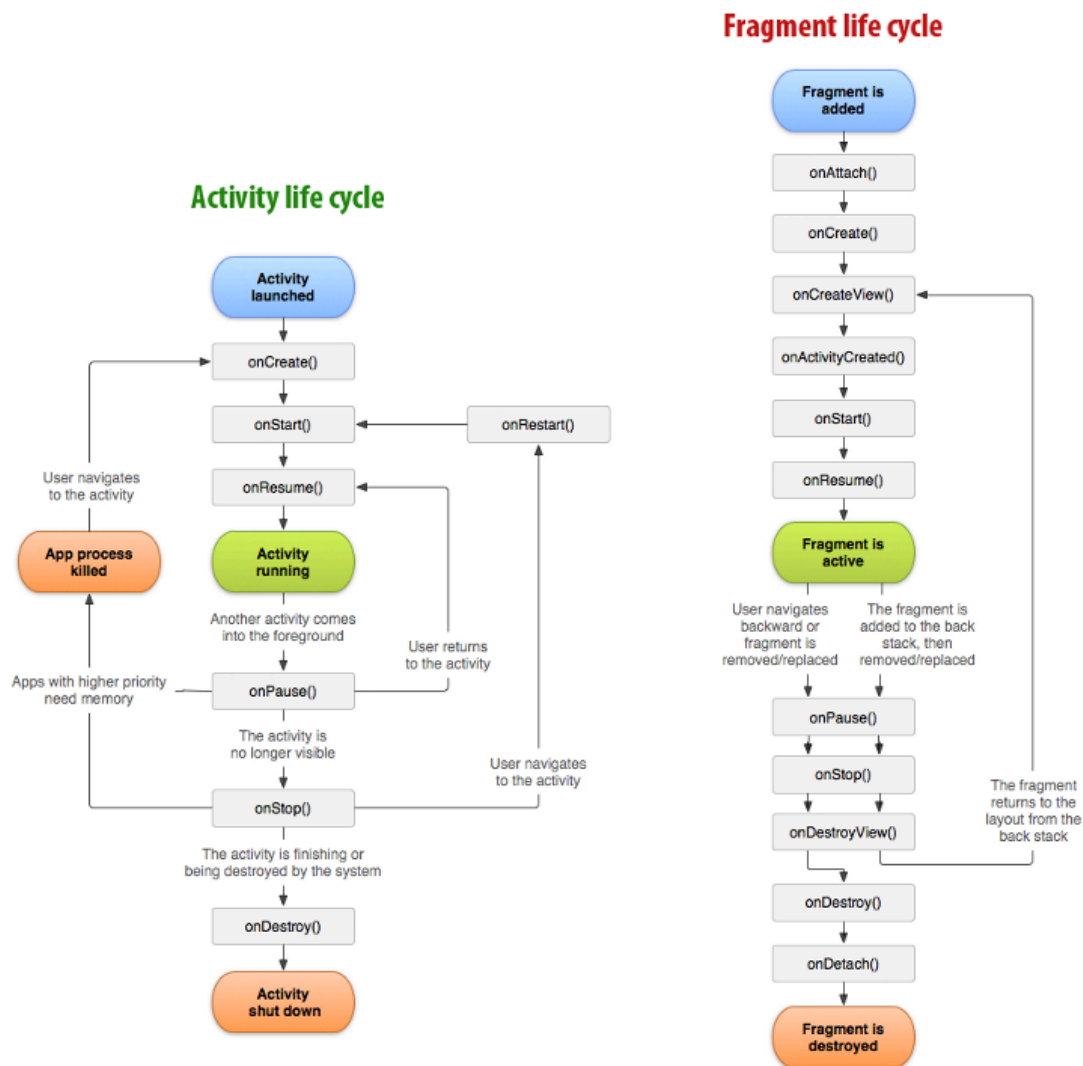 Activity life cycle
Activity
launched
onCreate()
onStart()
onRestart()
onResume()
User navigates
to the activity
App process
killed
Activity
running
Another activity comes
into the foreground
User returns
to the activity
Apps with higher priority
need memory
onPause()
The activity is
no longer visible
User navigates
to the activity
onStop()
The activity is finishing or
being destroyed by the system
onDestroy()
Activity
shut down
Fragment life cycle
Fragment is
added
onAttach()
onCreate()
onCreateView()
onActivityCreated()
onStart()
onResume()
Fragment is
active
User navigates
backward or
fragment is
removed/replaced
The fragment is
added to the back
stack, then
removed/replaced
onPause()
onStop()
The fragment
returns to the
layout from the
back stack
onDestroyView()
onDestroy()
onDetach()
Fragment is
destroyed